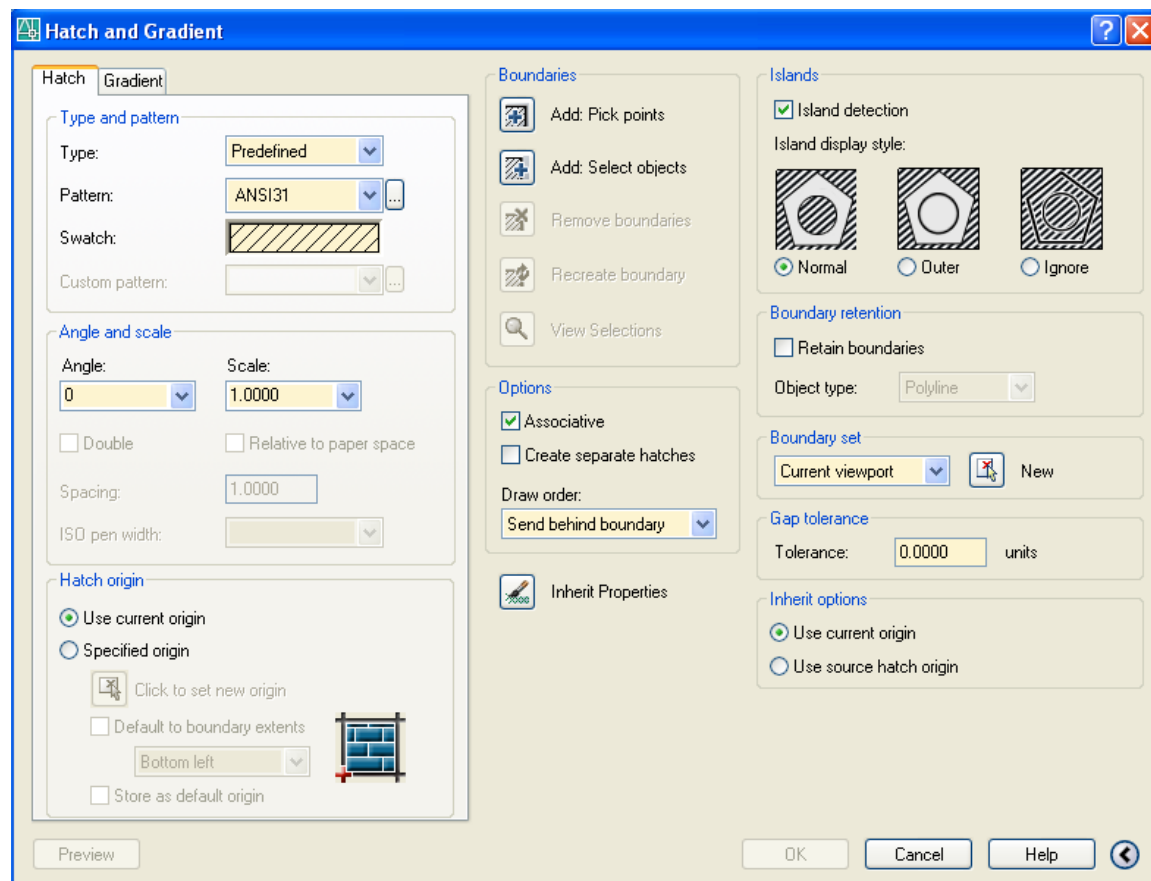 Hatch and Gradient
Hatch
Gradient
Type and pattern
Type:
Predefined
Pattern:
ANSI31
...
Swatch:
Custom pattern:
...
Angle and scale
Angle:
Scale:
0
1.0000
Double
Relative to paper space
Spacing:
1.0000
ISO pen width:
Hatch origin
Use current origin
Specified origin
Click to set new origin
Default to boundary extents
Bottom left
Store as default origin
Preview
Boundaries
Add: Pick points
Add: Select objects
Remove boundaries
Recreate boundary
View Selections
Options
Associative
Create separate hatches
Draw order:
Send behind boundary
Inherit Properties
Islands
Island detection
Island display style:
Normal
Outer
Ignore
Boundary retention
Retain boundaries
Object type:
Polyline
Boundary set
Current viewport
New
Gap tolerance
Tolerance:
0.0000
units
Inherit options
Use current origin
Use source hatch origin
OK
Cancel
Help